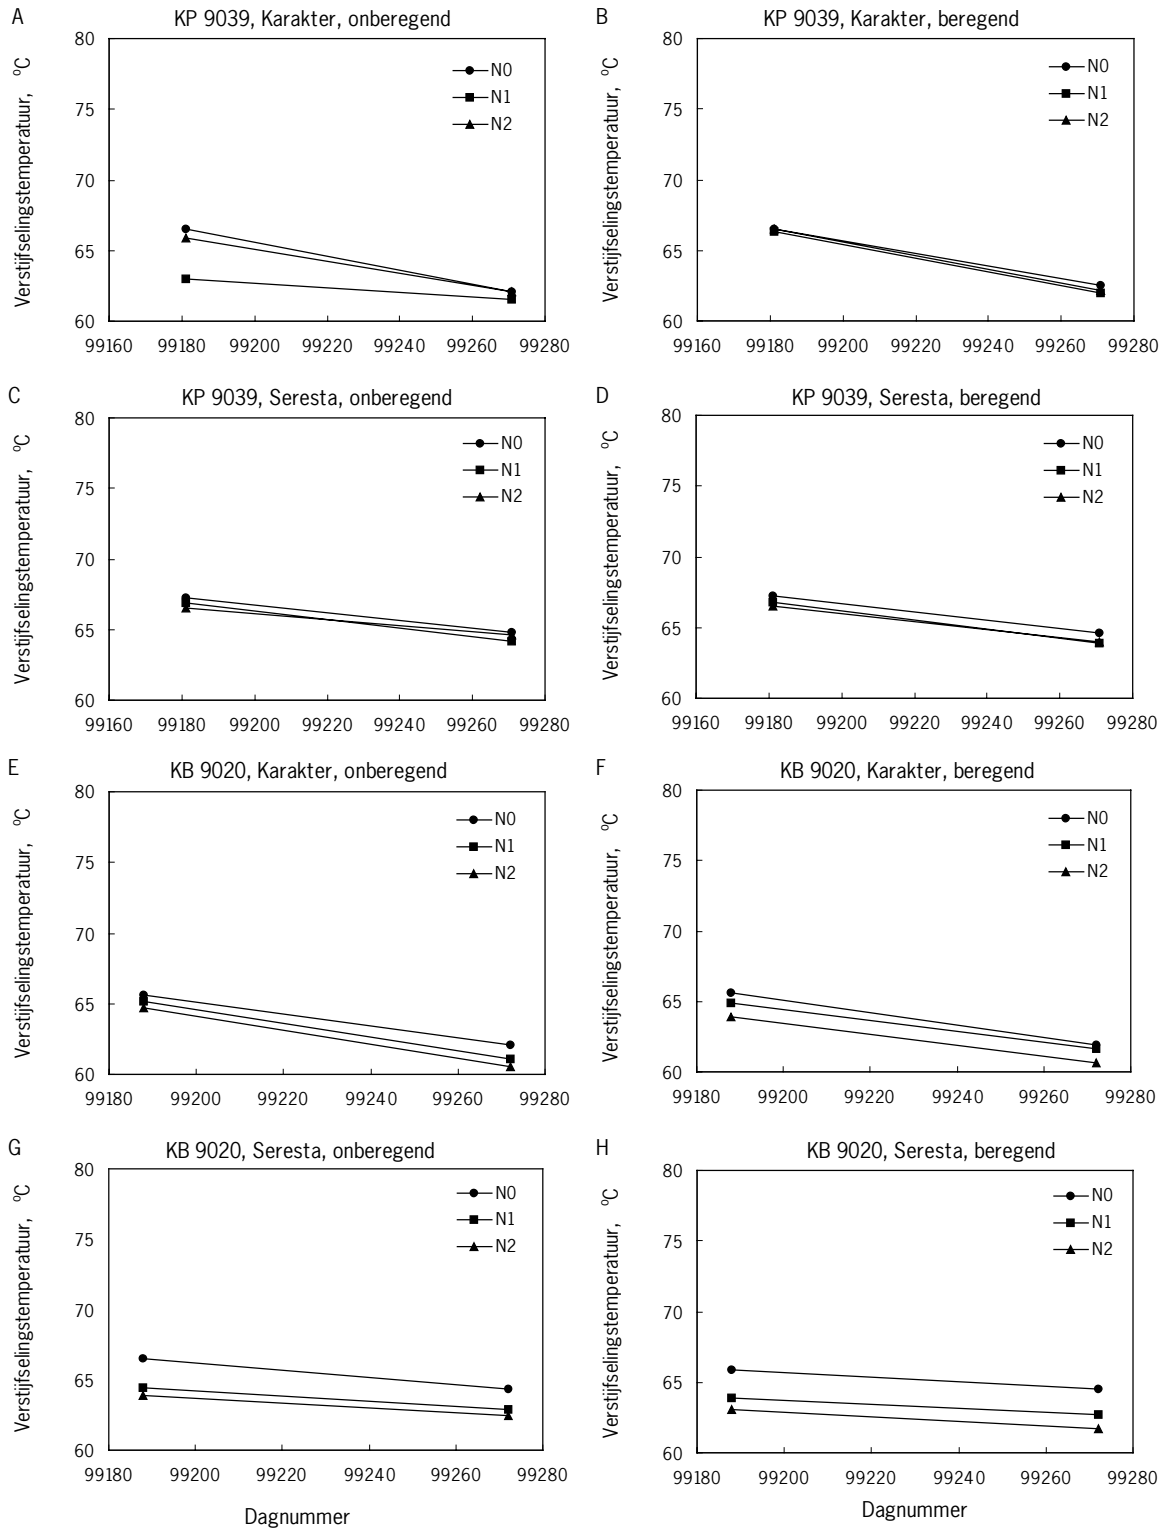 A
KP 9039, Karakter, onberegend
Verstijfselingstemperatuur, ºC
80
75
70
65
60
99160 99180 99200 99220 99240 99260 99280
N0
N1
N2
B
KP 9039, Karakter, beregend
Verstijfselingstemperatuur, ºC
80
75
70
65
60
99160 99180 99200 99220 99240 99260 99280
N0
N1
N2
C
KP 9039, Seresta, onberegend
Verstijfselingstemperatuur, ºC
80
75
70
65
60
99160 99180 99200 99220 99240 99260 99280
N0
N1
N2
D
KP 9039, Seresta, beregend
Verstijfselingstemperatuur, ºC
80
75
70
65
60
99160 99180 99200 99220 99240 99260 99280
N0
N1
N2
E
KB 9020, Karakter, onberegend
Verstijfselingstemperatuur, ºC
80
75
70
65
60
99180 99200 99220 99240 99260 99280
N0
N1
N2
F
KB 9020, Karakter, beregend
Verstijfselingstemperatuur, ºC
80
75
70
65
60
99180 99200 99220 99240 99260 99280
N0
N1
N2
G
KB 9020, Seresta, onberegend
Verstijfselingstemperatuur, ºC
80
75
70
65
60
99180 99200 99220 99240 99260 99280
N0
N1
N2
Dagnummer
H
KB 9020, Seresta, beregend
Verstijfselingstemperatuur, ºC
80
75
70
65
60
99180 99200 99220 99240 99260 99280
N0
N1
N2
Dagnummer